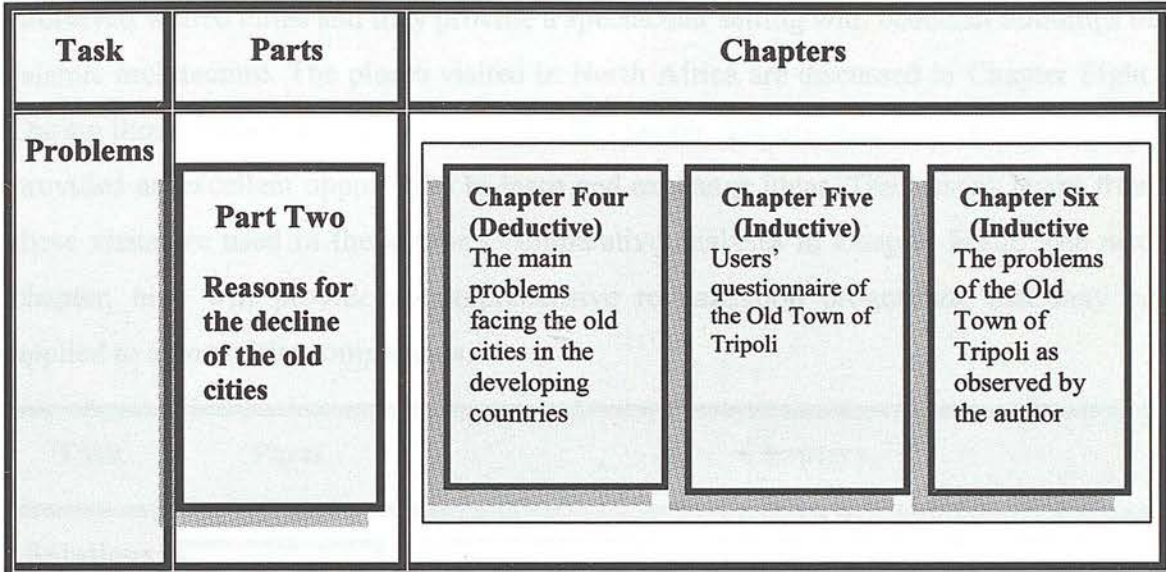 Task
Parts
Chapters
Problems
Part Two
Reasons for
the decline
of the old
cities
Chapter Four
(Deductive)
The main
problems
facing the old
cities in the
developing
countries
Chapter Five
(Inductive)
Users'
questionnaire of
the Old Town of
Tripoli
Chapter Six
(Inductive
The problems
of the Old
Town of
Tripoli as
observed by
the author